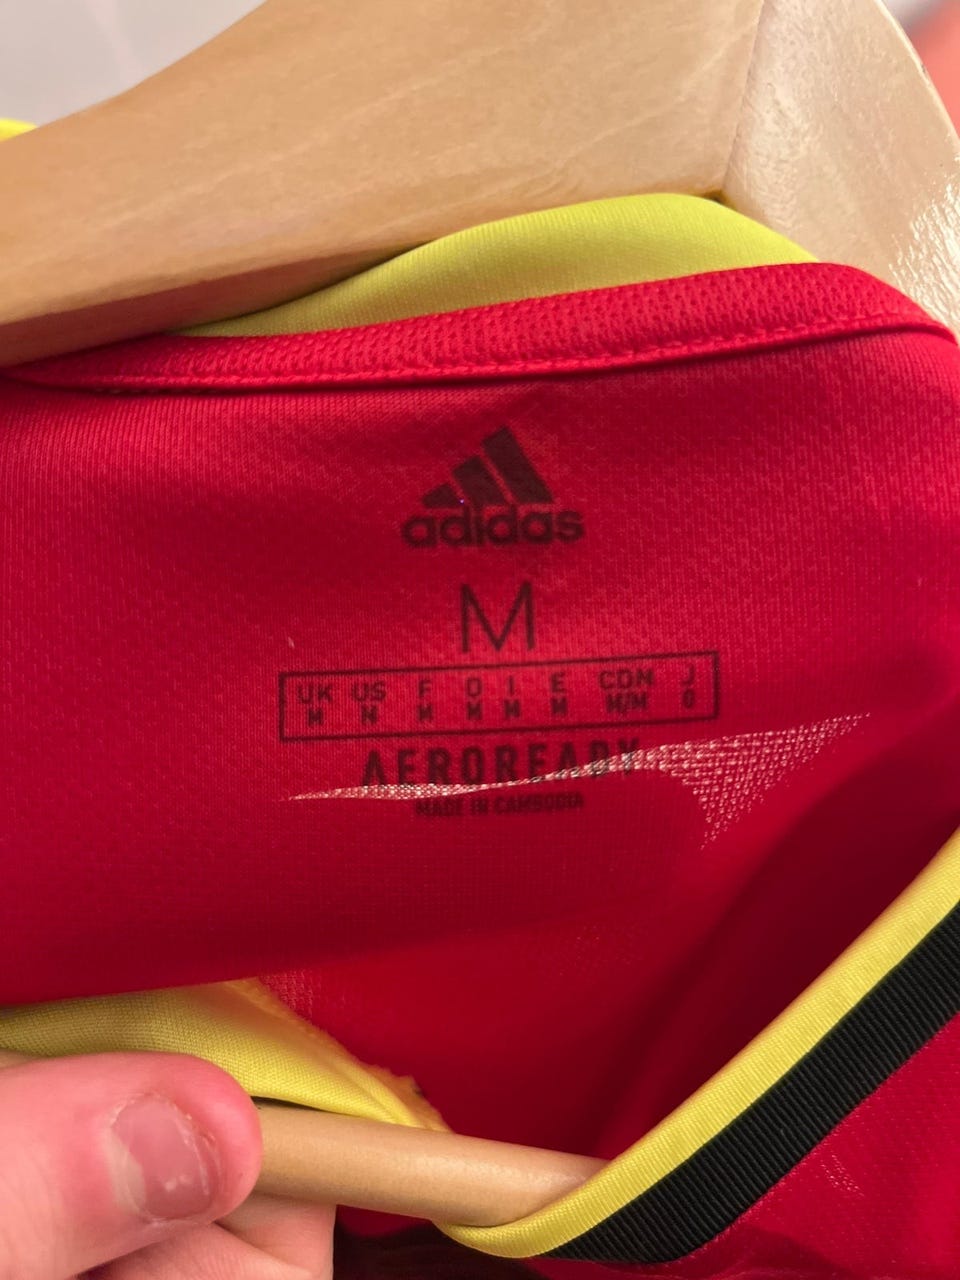 adidas
M
UK US F D I E CDN J
M M M M M M M/M O
AEROREADY
MADE IN CAMBODIA